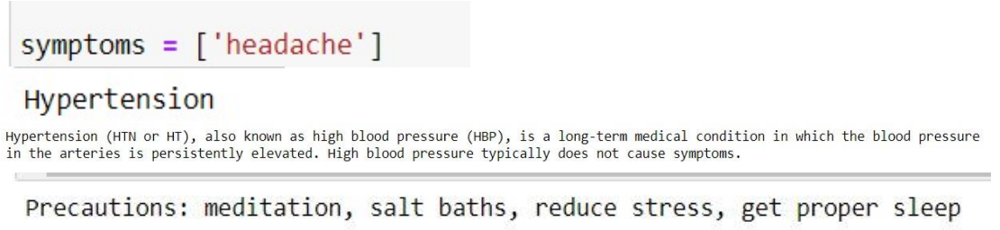 symptoms = ['headache']
Hypertension
Hypertension (HTN or HT), also known as high blood pressure (HBP), is a long-term medical condition in which the blood pressure
in the arteries is persistently elevated. High blood pressure typically does not cause symptoms.
Precautions: meditation, salt baths, reduce stress, get proper sleep